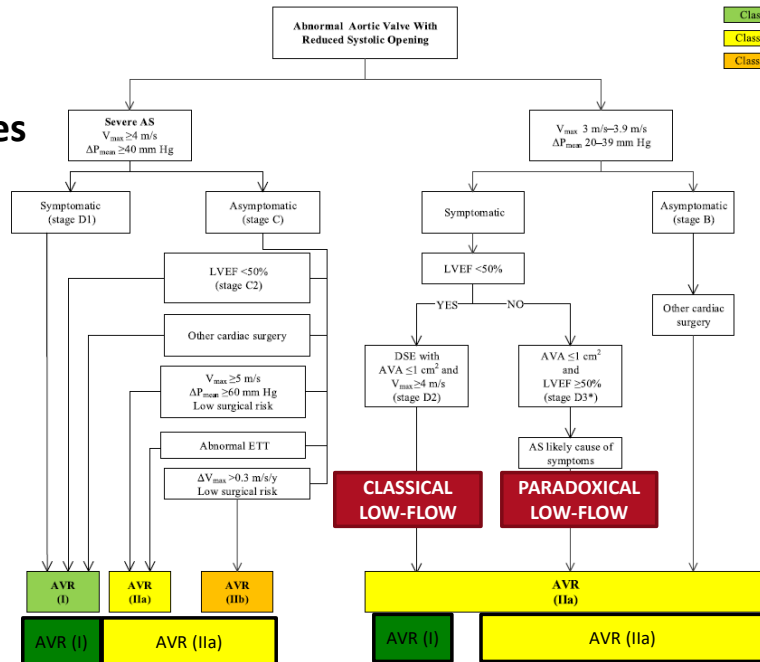 Abnormal Aortic Valve With
Reduced Systolic Opening
Clas
Class
Class
es
Severe AS
Vmax ≥4 m/s
ΔPmean ≥40 mm Hg
Vmax 3 m/s–3.9 m/s
ΔPmean 20–39 mm Hg
Symptomatic
(stage D1)
Asymptomatic
(stage C)
Symptomatic
Asymptomatic
(stage B)
LVEF <50%
(stage C2)
LVEF <50%
YES
NO
Other cardiac
surgery
Other cardiac surgery
DSE with
AVA ≤1 cm²and
Vmax≥4 m/s
(stage D2)
AVA ≤1 cm²
and
LVEF ≥50%
(stage D3*)
Vmax ≥5 m/s
ΔPmean ≥60 mm Hg
Low surgical risk
Abnormal ETT
AS likely cause of
symptoms
ΔVmax >0.3 m/s/y
Low surgical risk
CLASSICAL
LOW-FLOW
PARADOXICAL
LOW-FLOW
AVR
(I)
AVR
(IIa)
AVR
(IIb)
AVR
(IIa)
AVR (I)
AVR (IIa)
AVR (I)
AVR (IIa)